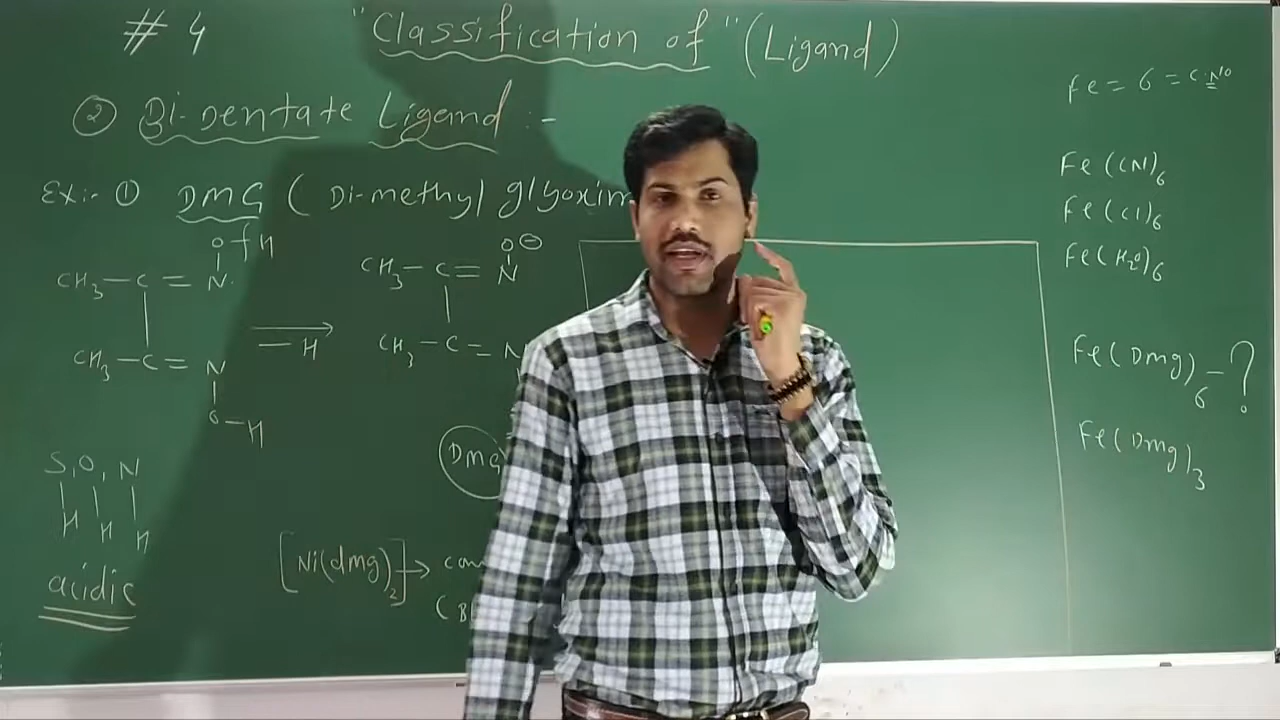 # 4 "Classification of" (Ligand)
② Bi-Dentate Ligand :-
Ex:- ① DMG ( Di-methyl glyoxim
O H
CH3 - C = N
CH3 - C = N
O - H
→
- H
O ⊖
CH3 - C = N
CH3 - C = N
Dmg
S, O, N
H H H
acidic
[Ni(dmg)2] →
Fe = 6 = C.No
Fe(CN)6
Fe(Cl)6
Fe(H2O)6
Fe(Dmg)6 - ?
Fe(Dmg)3